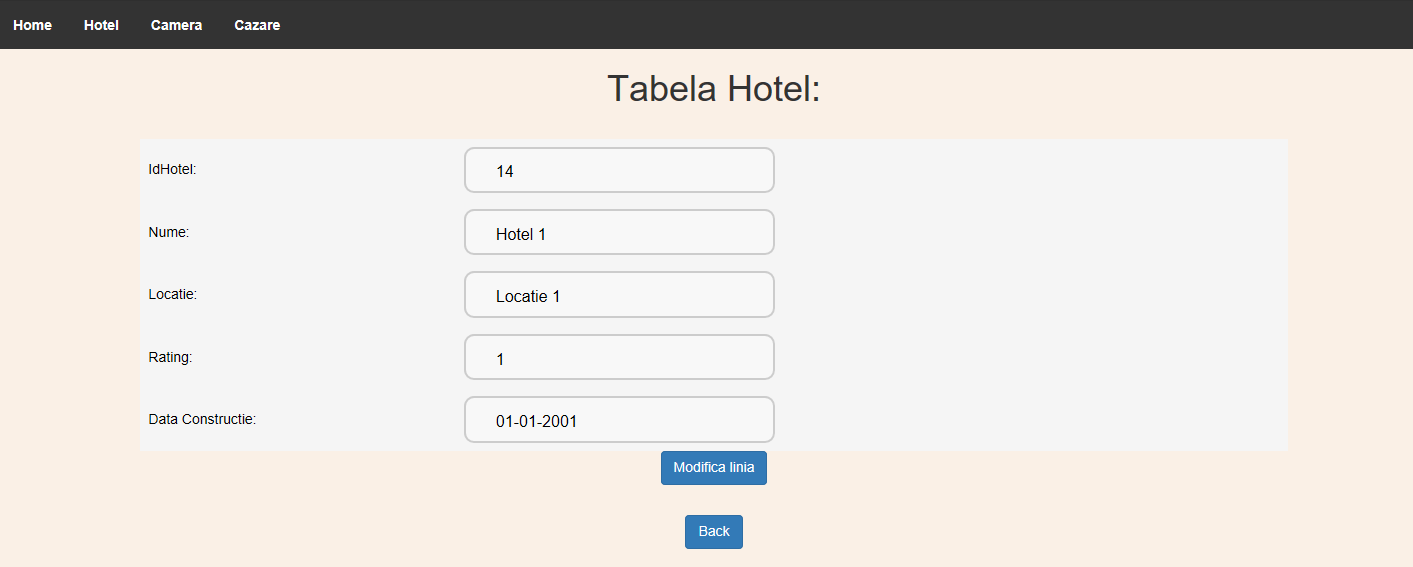 Home Hotel Camera Cazare
Tabela Hotel:
IdHotel: 14
Nume: Hotel 1
Locatie: Locatie 1
Rating: 1
Data Constructie: 01-01-2001
Modifica linia
Back